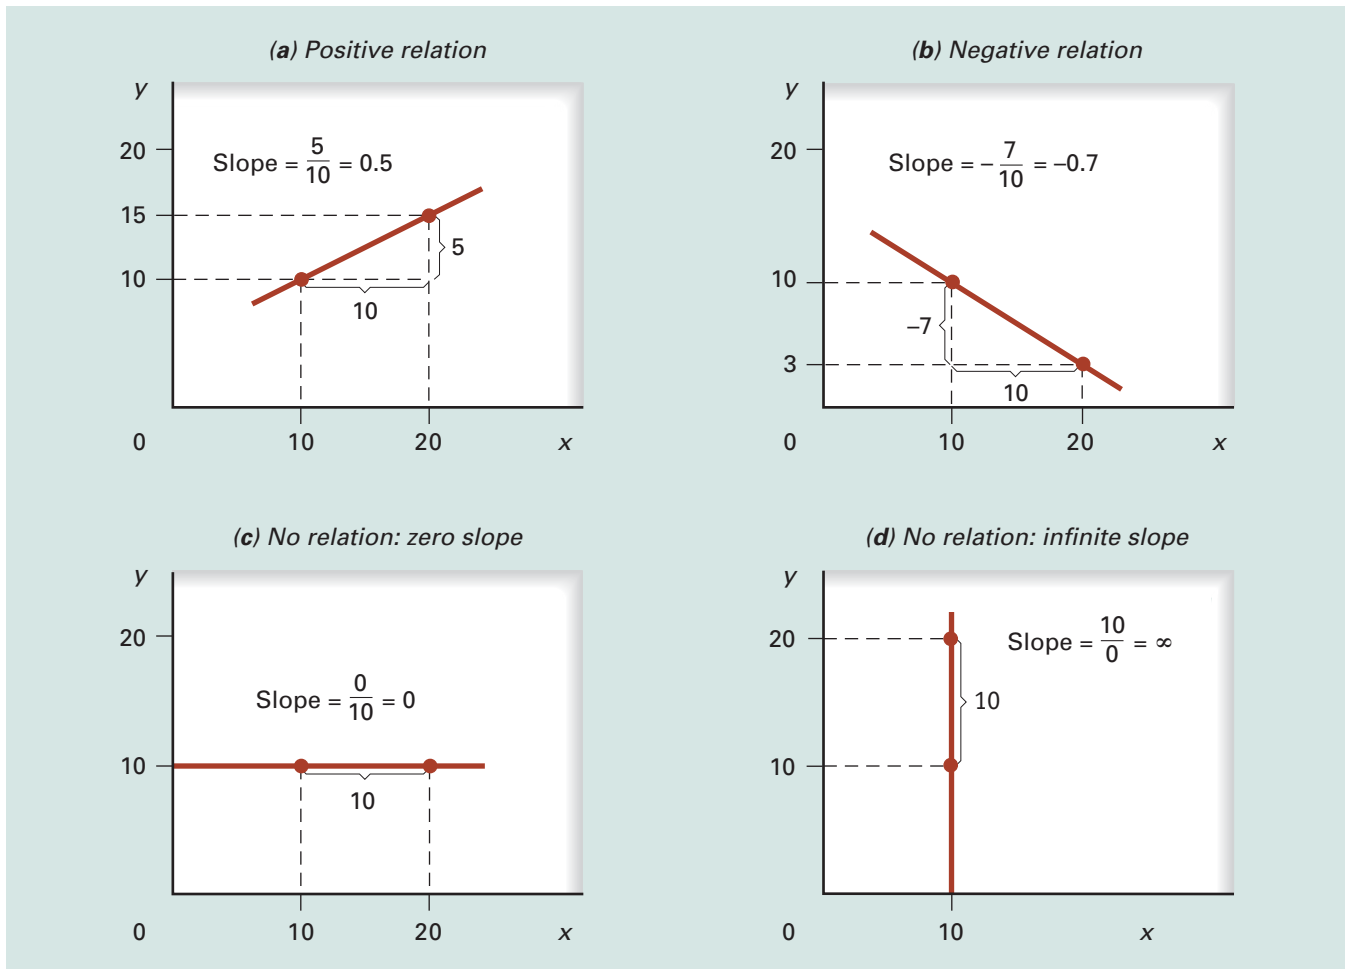 (a) Positive relation
y
20
Slope = 5/10 = 0.5
15
5
10
10
0
10
20
x
(b) Negative relation
y
20
Slope = – 7/10 = –0.7
10
–7
3
10
0
10
20
x
(c) No relation: zero slope
y
20
Slope = 0/10 = 0
10
10
0
10
20
x
(d) No relation: infinite slope
y
20
Slope = 10/0 = ∞
10
10
0
10
x